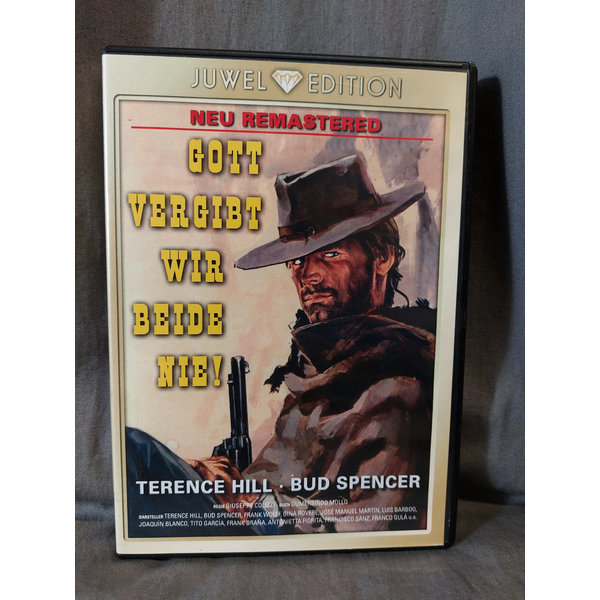 JUWEL EDITION
NEU REMASTERED
GOTT
VERGIBT
WIR
BEIDE
NIE!
TERENCE HILL · BUD SPENCER
REGIE GIUSEPPE COLIZZI BUCH GUMERSINDO MOLLO
DARSTELLER TERENCE HILL, BUD SPENCER, FRANK WOLFF, GINA ROVERE, JOSÉ MANUEL MARTIN, LUIS BARBOO,
JOAQUÍN BLANCO, TITO GARCÍA, FRANK BRAÑA, ANTONIETTA FIORITA, FRANCISCO SANZ, FRANCO GULÀ u.a.